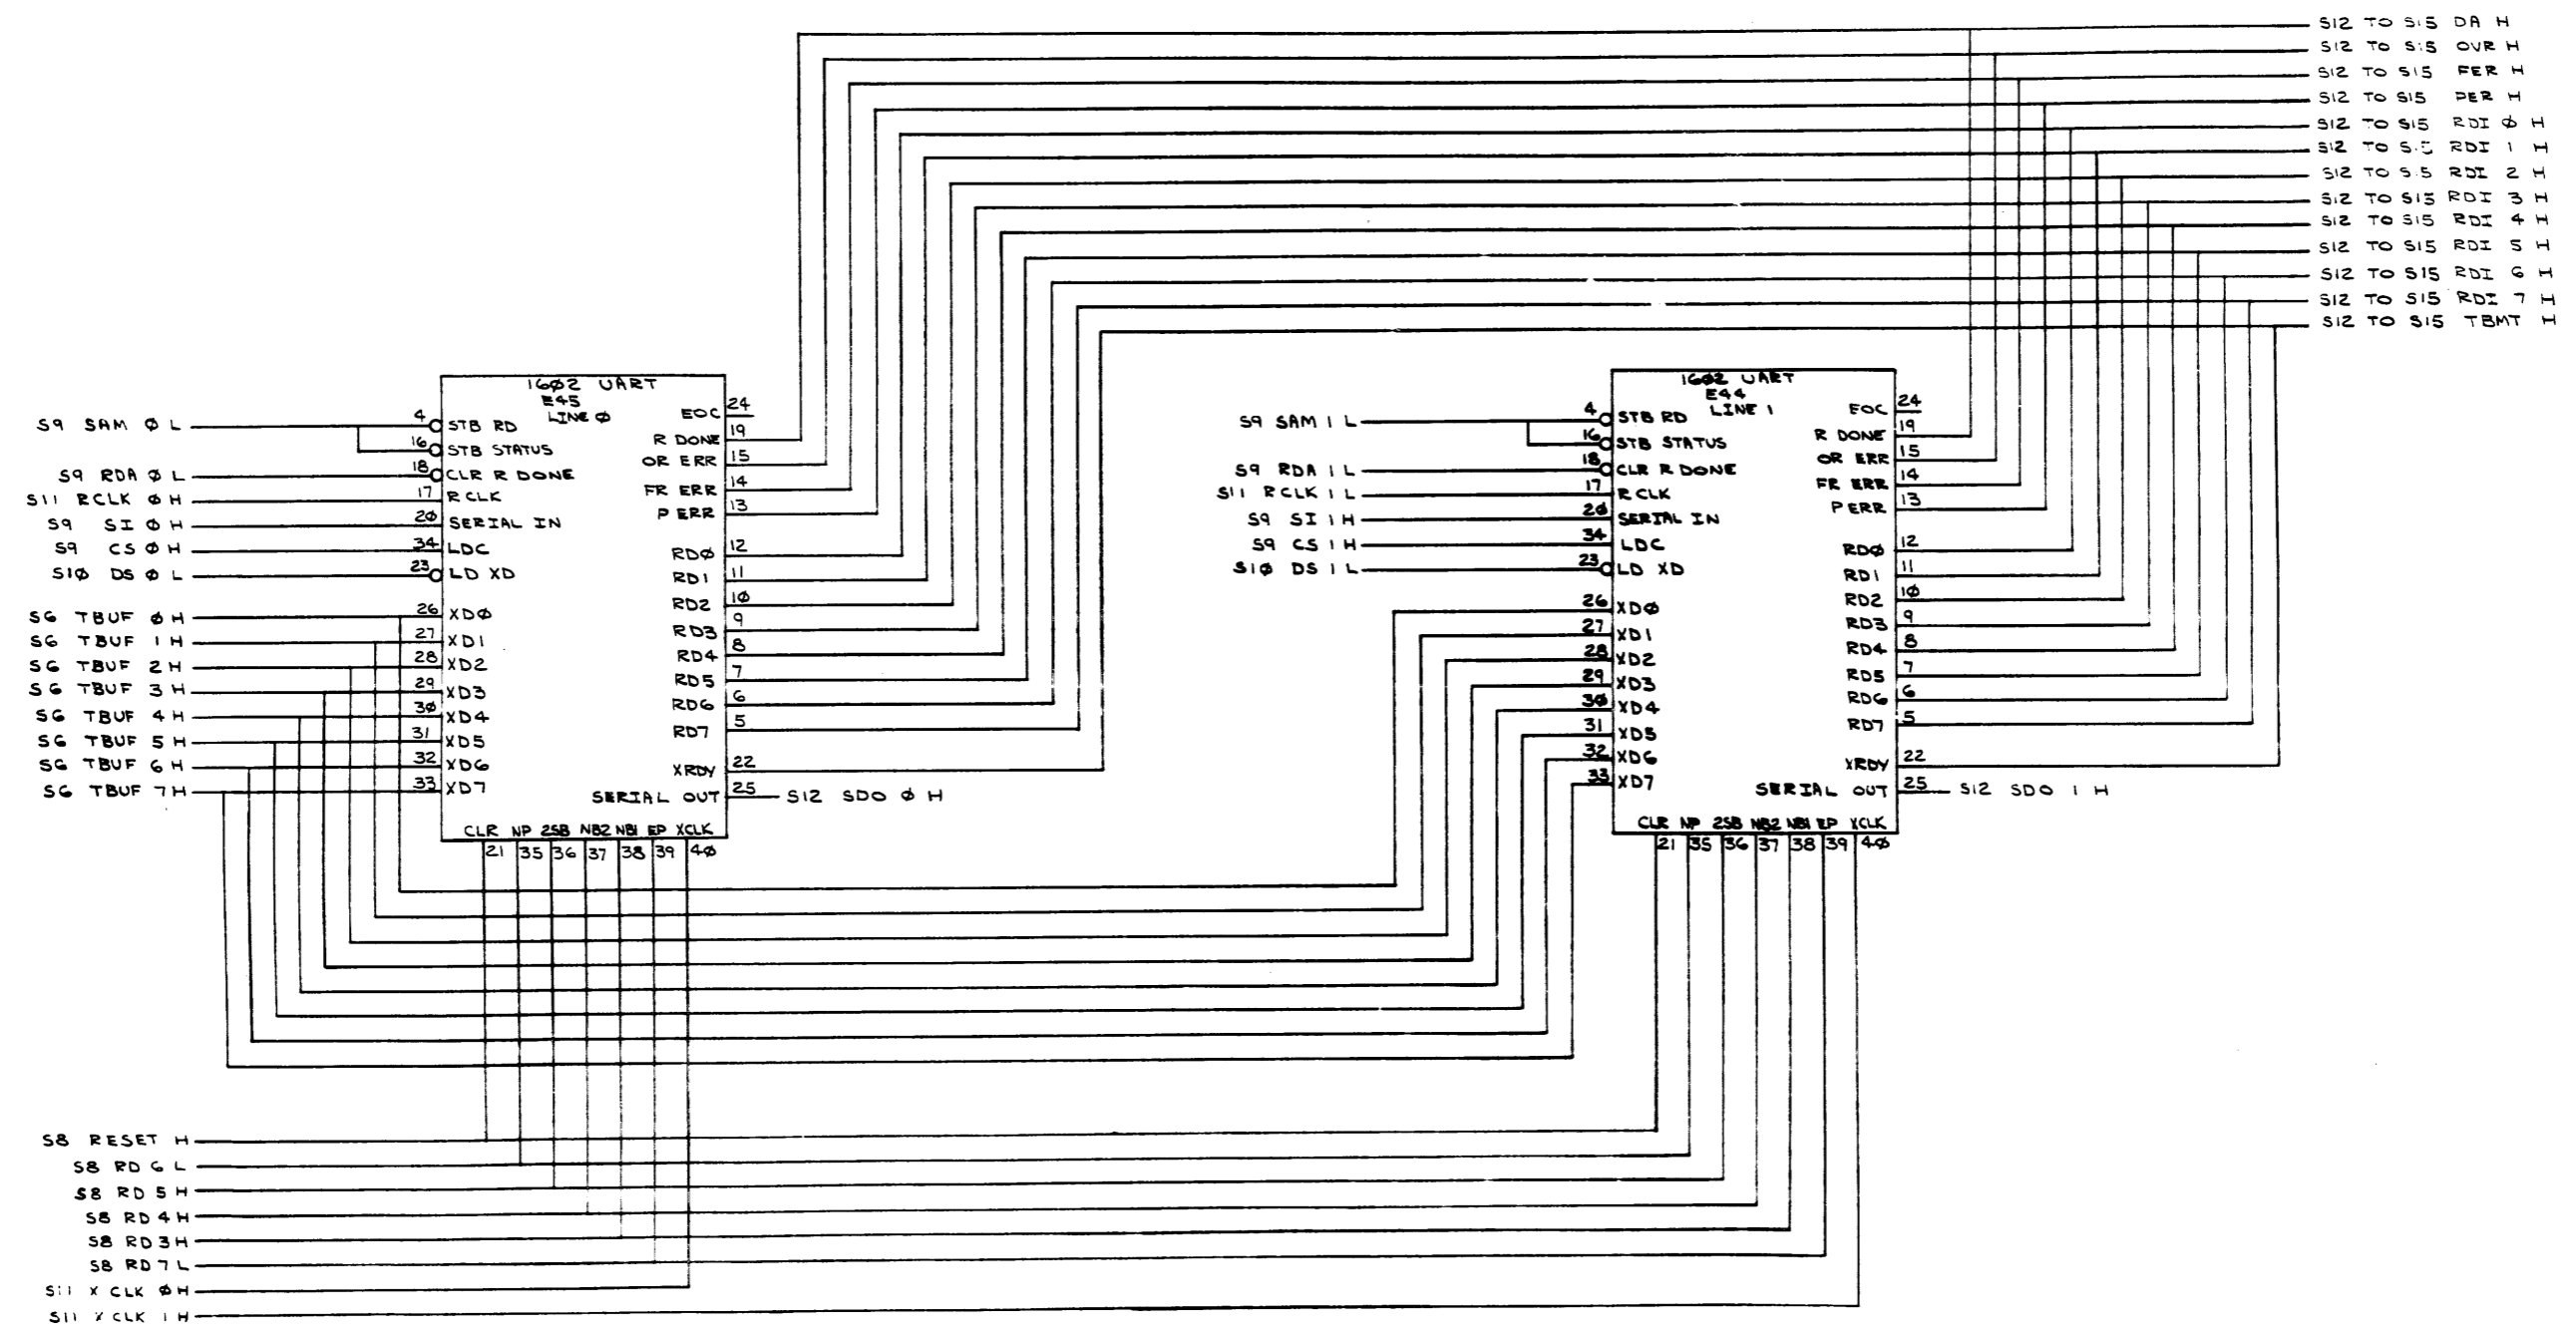 S12 TO S15 DA H
S12 TO S15 OVR H
S12 TO S15 FER H
S12 TO S15 PER H
S12 TO S15 RDI Ø H
S12 TO S15 RDI 1 H
S12 TO S15 RDI 2 H
S12 TO S15 RDI 3 H
S12 TO S15 RDI 4 H
S12 TO S15 RDI 5 H
S12 TO S15 RDI 6 H
S12 TO S15 RDI 7 H
S12 TO S15 TBMT H
S9 SAM Ø L
S9 RDA Ø L
S11 RCLK Ø H
S9 SI Ø H
S9 CS Ø H
S1Ø DS Ø L
S6 TBUF Ø H
S6 TBUF 1 H
S6 TBUF 2 H
S6 TBUF 3 H
S6 TBUF 4 H
S6 TBUF 5 H
S6 TBUF 6 H
S6 TBUF 7 H
16Ø2 UART
E45
LINE Ø
4 STB RD
16 STB STATUS
18 CLR R DONE
17 R CLK
2Ø SERIAL IN
34 LDC
23 LD XD
26 XDØ
27 XD1
28 XD2
29 XD3
3Ø XD4
31 XD5
32 XD6
33 XD7
EOC 24
R DONE 19
OR ERR 15
FR ERR 14
P ERR 13
RDØ 12
RD1 11
RD2 1Ø
RD3 9
RD4 8
RD5 7
RD6 6
RD7 5
XRDY 22
SERIAL OUT 25 S12 SDO Ø H
CLR NP 2SB NB2 NB1 EP XCLK
21 35 36 37 38 39 4Ø
S9 SAM 1 L
S9 RDA 1 L
S11 RCLK 1 L
S9 SI 1 H
S9 CS 1 H
S1Ø DS 1 L
16Ø2 UART
E44
LINE 1
4 STB RD
16 STB STATUS
18 CLR R DONE
17 R CLK
2Ø SERIAL IN
34 LDC
23 LD XD
26 XDØ
27 XD1
28 XD2
29 XD3
3Ø XD4
31 XD5
32 XD6
33 XD7
EOC 24
R DONE 19
OR ERR 15
FR ERR 14
P ERR 13
RDØ 12
RD1 11
RD2 1Ø
RD3 9
RD4 8
RD5 7
RD6 6
RD7 5
XRDY 22
SERIAL OUT 25 S12 SDO 1 H
CLR NP 2SB NB2 NB1 EP XCLK
21 35 36 37 38 39 4Ø
S8 RESET H
S8 RD 6 L
S8 RD 5 H
S8 RD 4 H
S8 RD 3 H
S8 RD 7 L
S11 X CLK Ø H
S11 X CLK 1 H